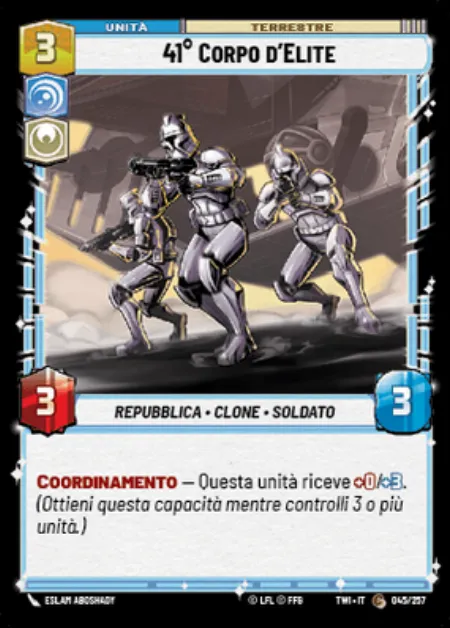 UNITÀ
TERRESTRE
3
41° CORPO D'ELITE
3
REPUBBLICA • CLONE • SOLDATO
3
COORDINAMENTO — Questa unità riceve +0/+3.
(Ottieni questa capacità mentre controlli 3 o più
unità.)
ESLAM ABOSHADY
© LFL © FFG
TWI • IT
C
045/257